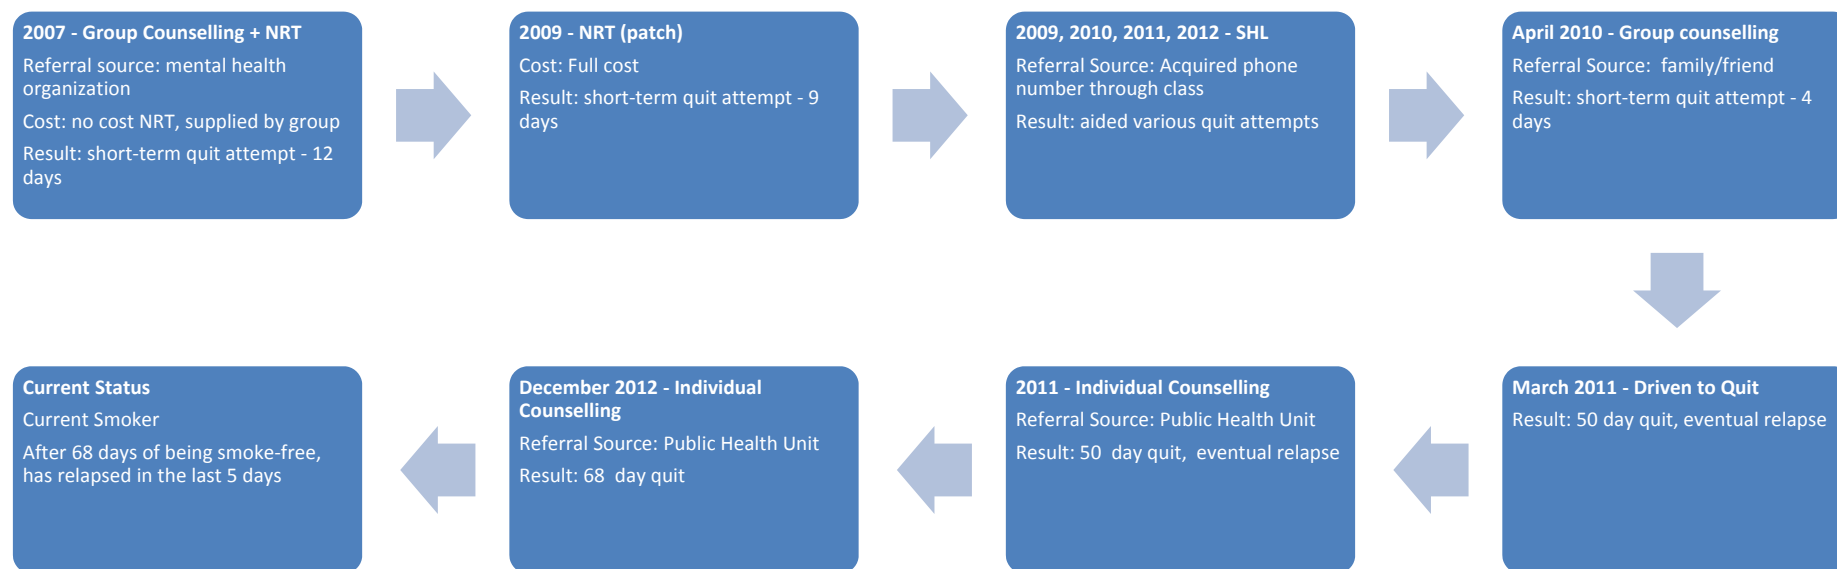 2007 - Group Counselling + NRT
Referral source: mental health
organization
Cost: no cost NRT, supplied by group
Result: short-term quit attempt - 12
days
2009 - NRT (patch)
Cost: Full cost
Result: short-term quit attempt - 9
days
2009, 2010, 2011, 2012 - SHL
Referral Source: Acquired phone
number through class
Result: aided various quit attempts
April 2010 - Group counselling
Referral Source:  family/friend
Result: short-term quit attempt - 4
days
March 2011 - Driven to Quit
Result: 50 day quit, eventual relapse
2011 - Individual Counselling
Referral Source: Public Health Unit
Result: 50  day quit,  eventual relapse
December 2012 - Individual
Counselling
Referral Source: Public Health Unit
Result: 68  day quit
Current Status
Current Smoker
After 68 days of being smoke-free,
has relapsed in the last 5 days